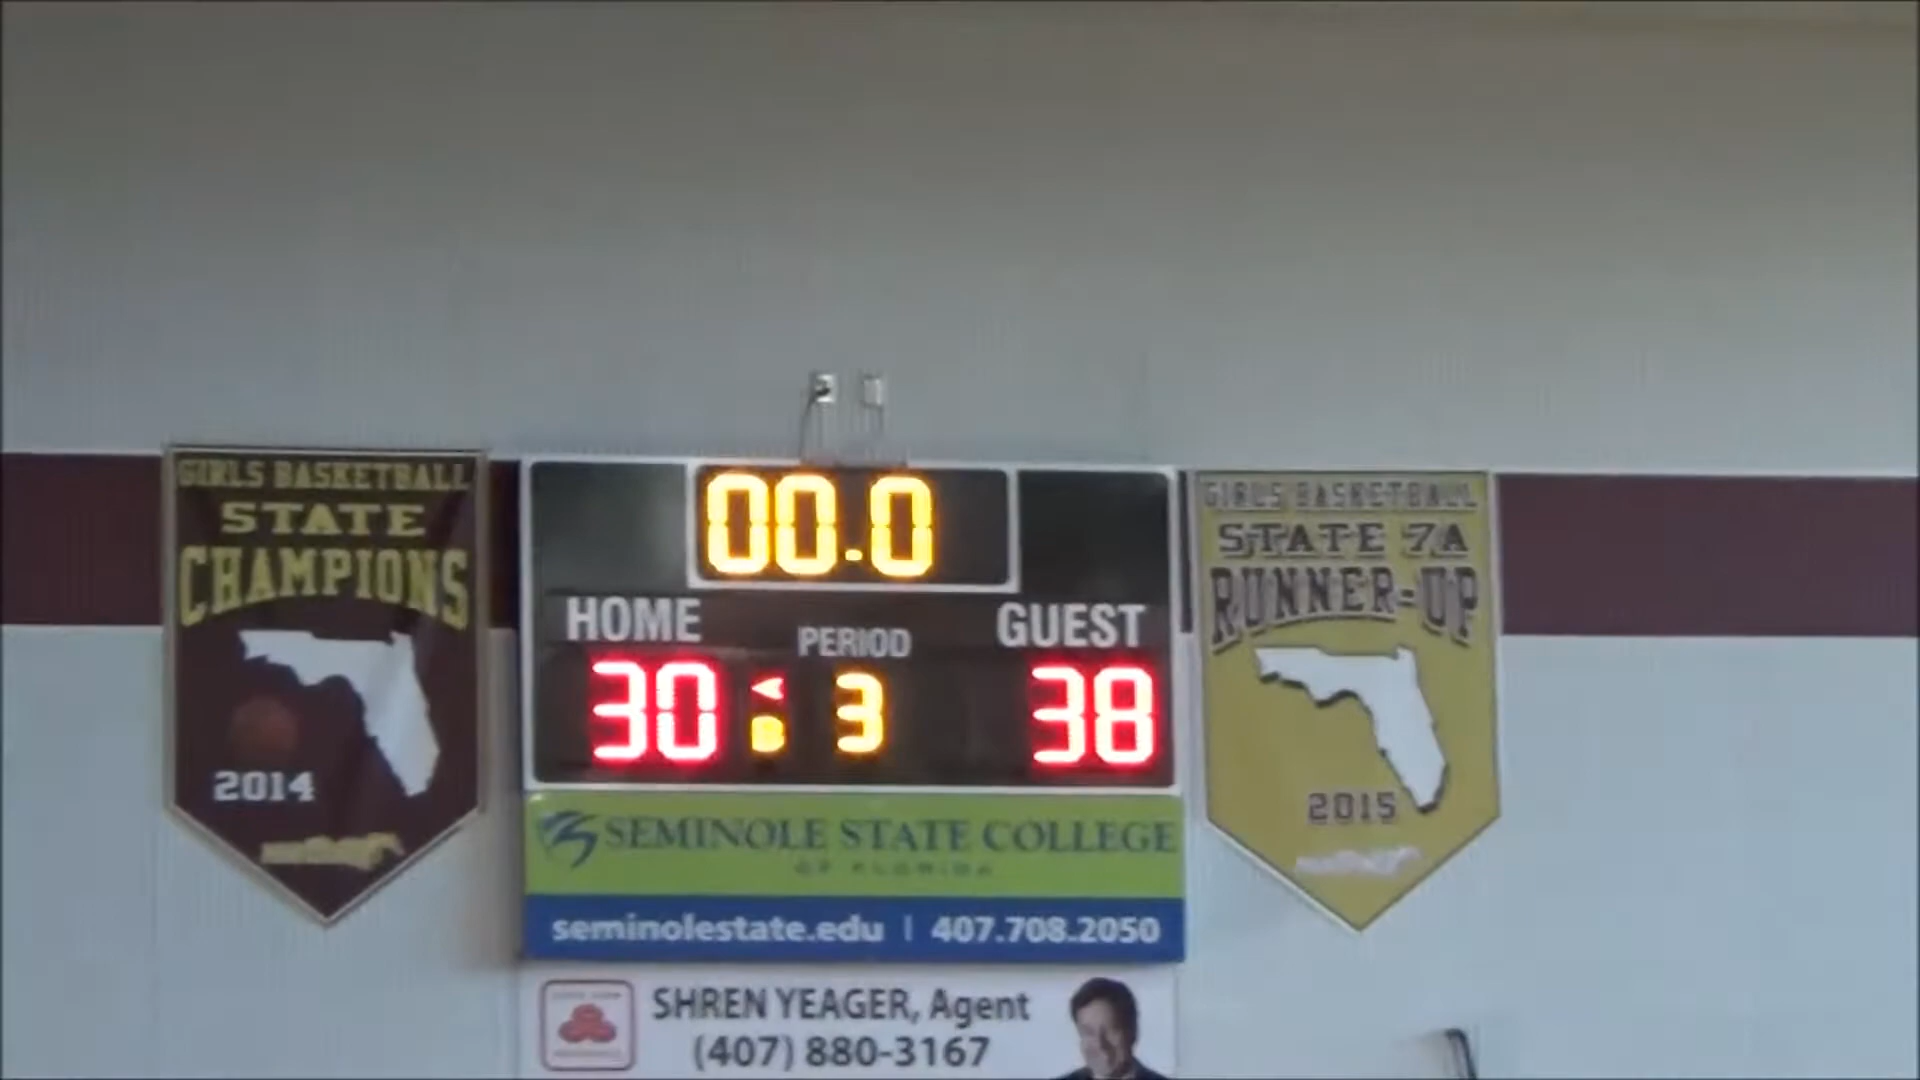 GIRLS BASKETBALL
STATE
CHAMPIONS
2014
00.0
HOME
PERIOD
GUEST
30
B
3
38
SEMINOLE STATE COLLEGE
OF FLORIDA
seminolestate.edu | 407.708.2050
SHREN YEAGER, Agent
(407) 880-3167
GIRLS BASKETBALL
STATE 7A
RUNNER-UP
2015